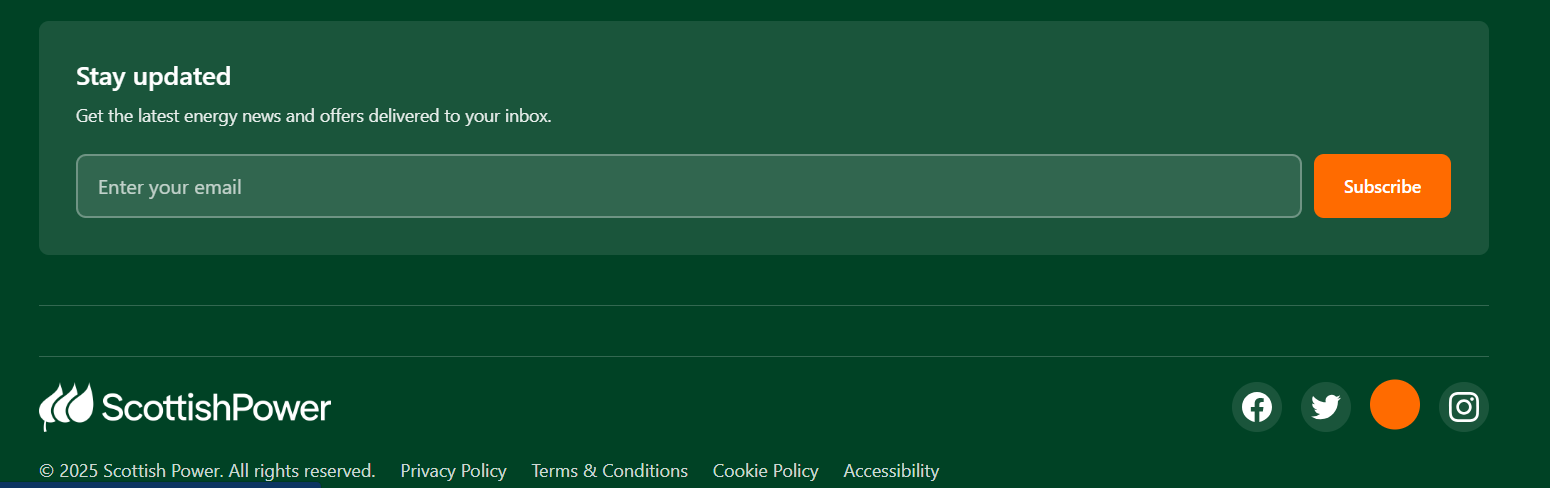 Stay updated
Get the latest energy news and offers delivered to your inbox.
Enter your email
Subscribe
ScottishPower
© 2025 Scottish Power. All rights reserved. Privacy Policy Terms & Conditions Cookie Policy Accessibility